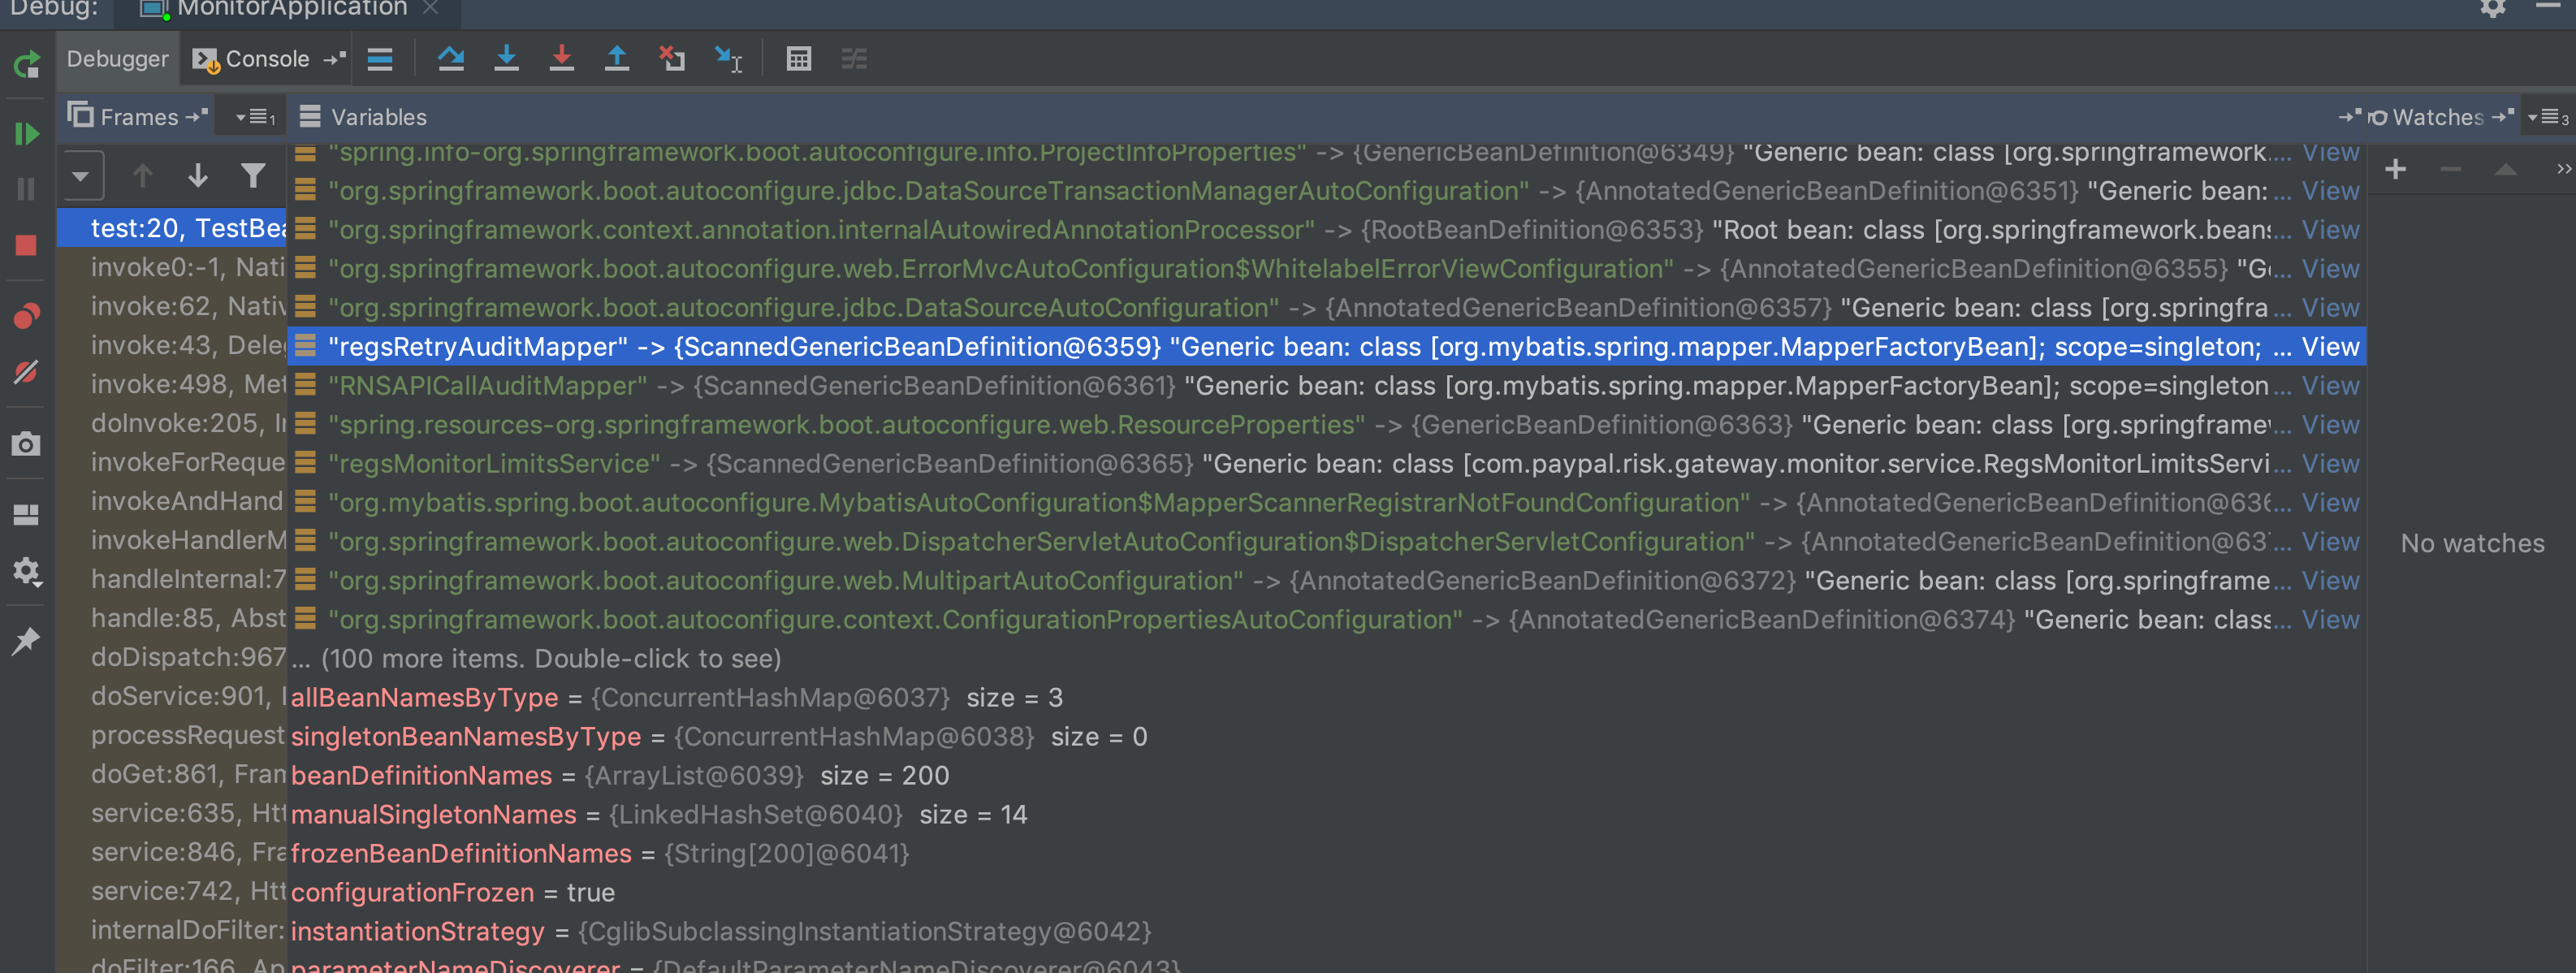 Debug: MonitorApplication
Debugger Console
Frames 1 Variables Watches 3
"spring.info-org.springframework.boot.autoconfigure.info.ProjectInfoProperties" -> {GenericBeanDefinition@6349} "Generic bean: class [org.springframework.... View
"org.springframework.boot.autoconfigure.jdbc.DataSourceTransactionManagerAutoConfiguration" -> {AnnotatedGenericBeanDefinition@6351} "Generic bean: ... View
test:20, TestBea "org.springframework.context.annotation.internalAutowiredAnnotationProcessor" -> {RootBeanDefinition@6353} "Root bean: class [org.springframework.beans... View
invoke0:-1, Nati "org.springframework.boot.autoconfigure.web.ErrorMvcAutoConfiguration$WhitelabelErrorViewConfiguration" -> {AnnotatedGenericBeanDefinition@6355} "Ge... View
invoke:62, Nativ "org.springframework.boot.autoconfigure.jdbc.DataSourceAutoConfiguration" -> {AnnotatedGenericBeanDefinition@6357} "Generic bean: class [org.springfra... View
invoke:43, Deleg "regsRetryAuditMapper" -> {ScannedGenericBeanDefinition@6359} "Generic bean: class [org.mybatis.spring.mapper.MapperFactoryBean]; scope=singleton; ... View
invoke:498, Met "RNSAPICallAuditMapper" -> {ScannedGenericBeanDefinition@6361} "Generic bean: class [org.mybatis.spring.mapper.MapperFactoryBean]; scope=singleton... View
doInvoke:205, In "spring.resources-org.springframework.boot.autoconfigure.web.ResourceProperties" -> {GenericBeanDefinition@6363} "Generic bean: class [org.springframew... View
invokeForReque "regsMonitorLimitsService" -> {ScannedGenericBeanDefinition@6365} "Generic bean: class [com.paypal.risk.gateway.monitor.service.RegsMonitorLimitsServi... View
invokeAndHand "org.mybatis.spring.boot.autoconfigure.MybatisAutoConfiguration$MapperScannerRegistrarNotFoundConfiguration" -> {AnnotatedGenericBeanDefinition@636... View
invokeHandlerM "org.springframework.boot.autoconfigure.web.DispatcherServletAutoConfiguration$DispatcherServletConfiguration" -> {AnnotatedGenericBeanDefinition@637... View No watches
handleInternal:7 "org.springframework.boot.autoconfigure.web.MultipartAutoConfiguration" -> {AnnotatedGenericBeanDefinition@6372} "Generic bean: class [org.springframe... View
handle:85, Abst "org.springframework.boot.autoconfigure.context.ConfigurationPropertiesAutoConfiguration" -> {AnnotatedGenericBeanDefinition@6374} "Generic bean: class... View
doDispatch:967 ... (100 more items. Double-click to see)
doService:901, allBeanNamesByType = {ConcurrentHashMap@6037} size = 3
processRequest singletonBeanNamesByType = {ConcurrentHashMap@6038} size = 0
doGet:861, Fram beanDefinitionNames = {ArrayList@6039} size = 200
service:635, Htt manualSingletonNames = {LinkedHashSet@6040} size = 14
service:846, Fra frozenBeanDefinitionNames = {String[200]@6041}
service:742, Htt configurationFrozen = true
internalDoFilter: instantiationStrategy = {CglibSubclassingInstantiationStrategy@6042}
doFilter:166, Ap parameterNameDiscoverer = {DefaultParameterNameDiscoverer@6043}